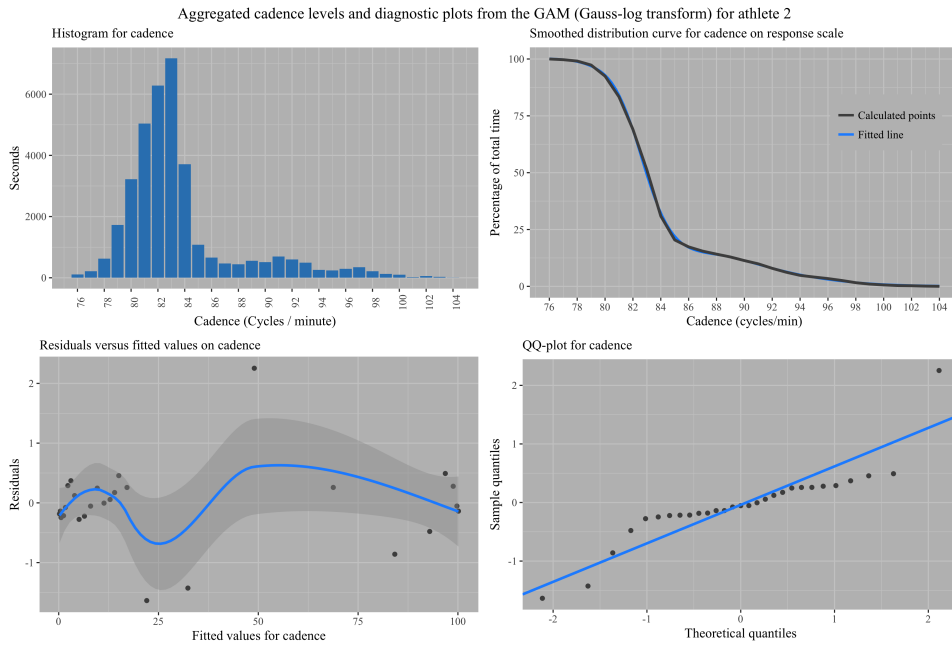 Aggregated cadence levels and diagnostic plots from the GAM (Gauss-log transform) for athlete 2
Histogram for cadence
Seconds
6000
4000
2000
0
76 78 80 82 84 86 88 90 92 94 96 98 100 102 104
Cadence (Cycles / minute)
Smoothed distribution curve for cadence on response scale
Percentage of total time
100
75
50
25
0
Calculated points
Fitted line
76 78 80 82 84 86 88 90 92 94 96 98 100 102 104
Cadence (cycles/min)
Residuals versus fitted values on cadence
Residuals
2
1
0
-1
0 25 50 75 100
Fitted values for cadence
QQ-plot for cadence
Sample quantiles
2
1
0
-1
-2 -1 0 1 2
Theoretical quantiles